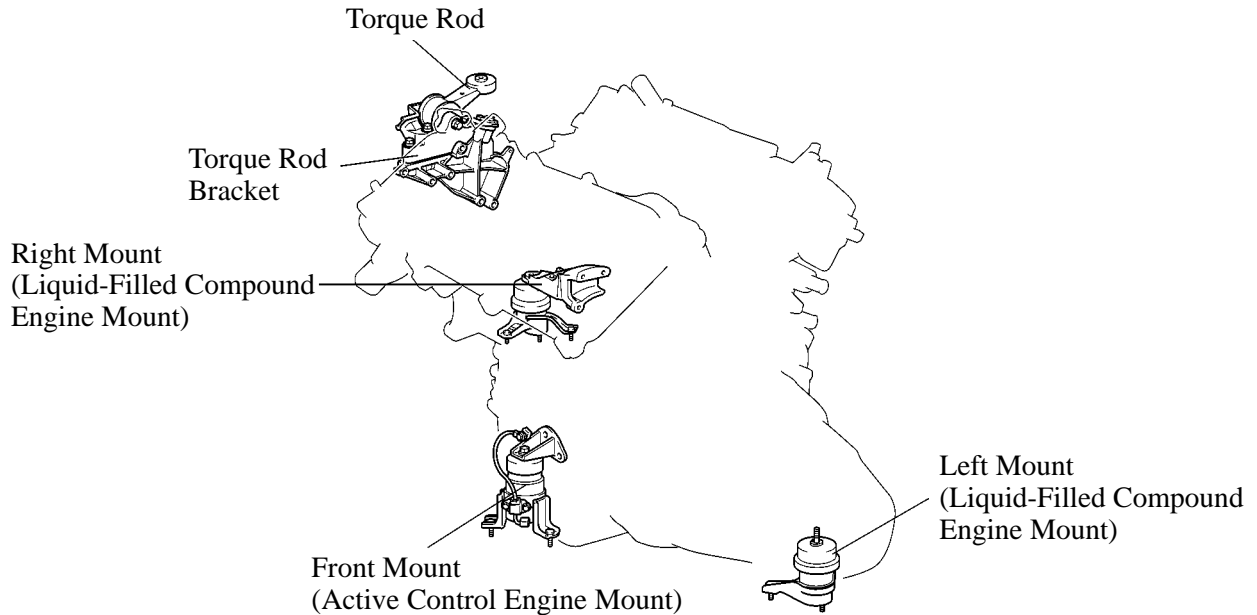 Torque Rod
Torque Rod
Bracket
Right Mount
(Liquid-Filled Compound
Engine Mount)
Left Mount
(Liquid-Filled Compound
Engine Mount)
Front Mount
(Active Control Engine Mount)